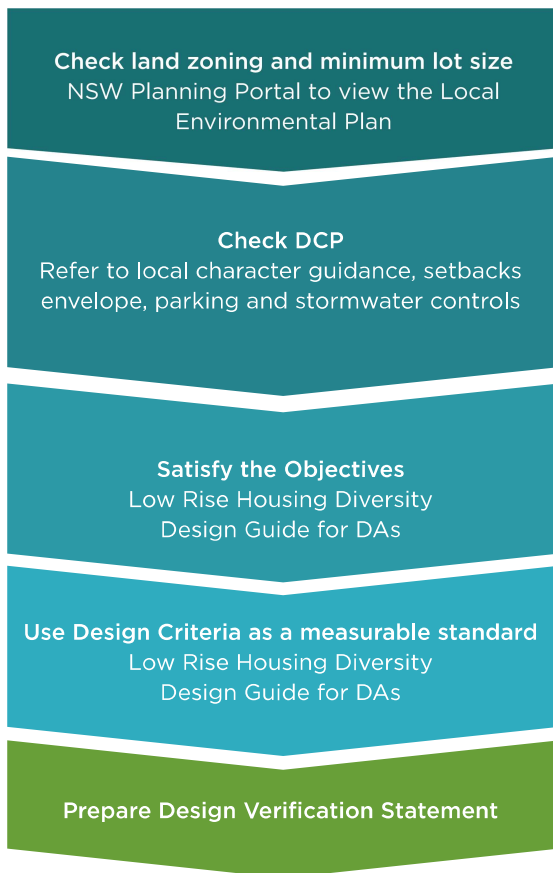 Check land zoning and minimum lot size
NSW Planning Portal to view the Local
Environmental Plan
Check DCP
Refer to local character guidance, setbacks
envelope, parking and stormwater controls
Satisfy the Objectives
Low Rise Housing Diversity
Design Guide for DAs
Use Design Criteria as a measurable standard
Low Rise Housing Diversity
Design Guide for DAs
Prepare Design Verification Statement